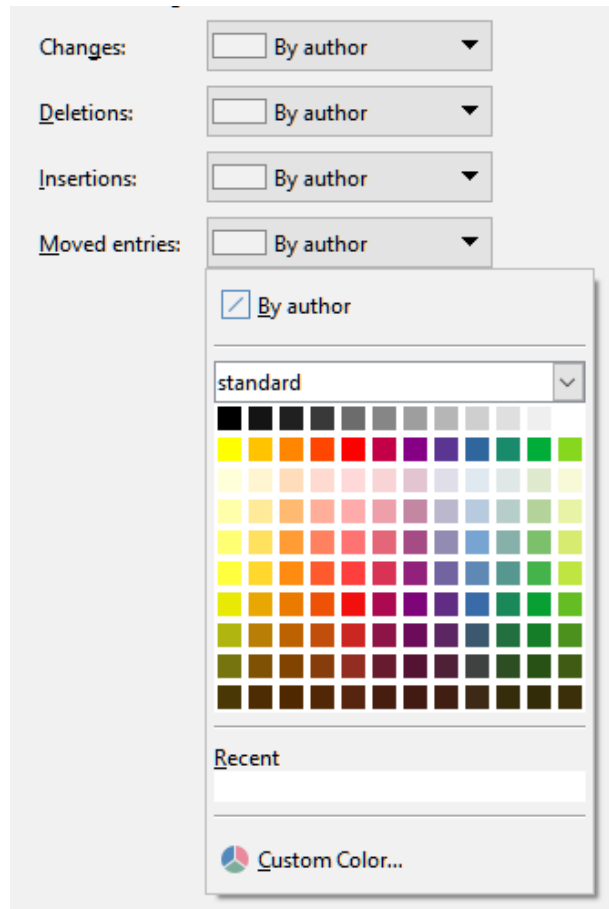 Changes: By author
Deletions: By author
Insertions: By author
Moved entries: By author
By author
standard
Recent
Custom Color...